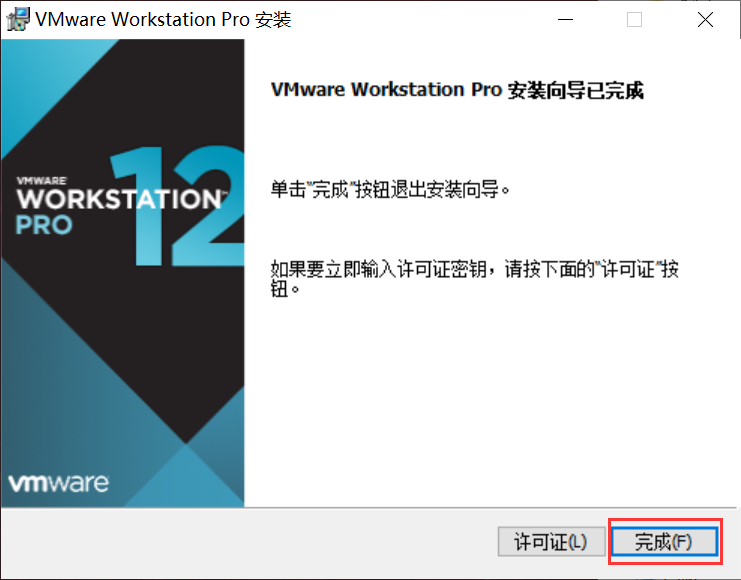 VMware Workstation Pro 安装
VMware Workstation Pro 安装向导已完成
VMWARE
WORKSTATION™
PRO
12
单击"完成"按钮退出安装向导。
如果要立即输入许可证密钥，请按下面的"许可证"按
钮。
vmware
许可证(L)
完成(F)